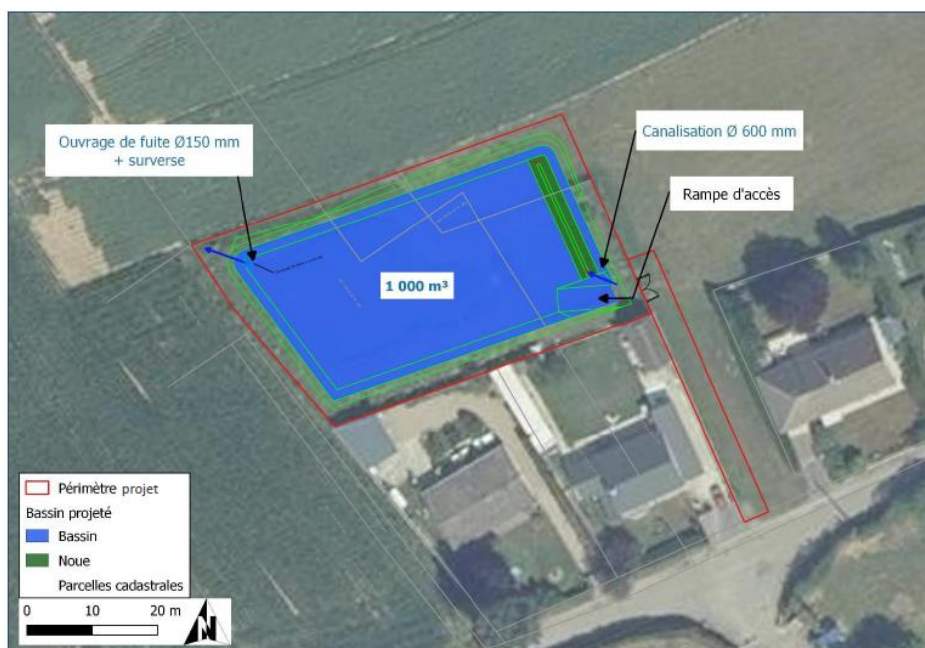 Ouvrage de fuite Ø150 mm
+ surverse
Canalisation Ø 600 mm
Rampe d'accès
1 000 m³
Périmètre projet
Bassin projeté
Bassin
Noue
Parcelles cadastrales
0 10 20 m
N